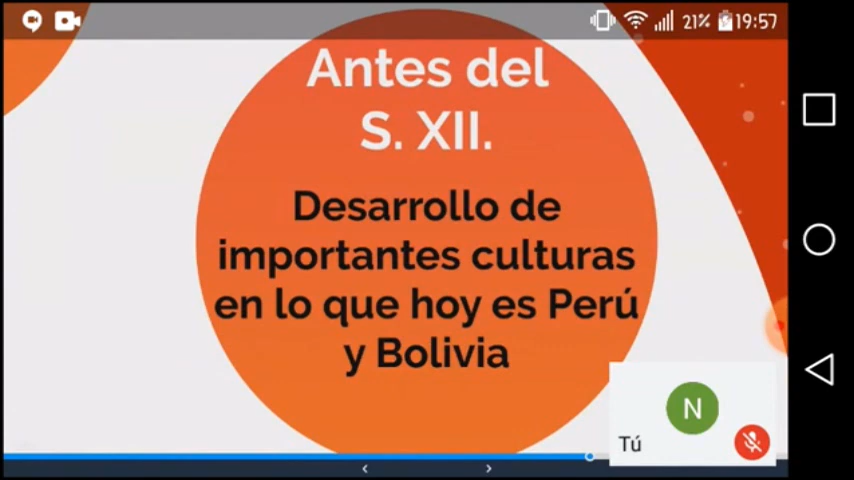 21% 19:57
Antes del
S. XII.
Desarrollo de
importantes culturas
en lo que hoy es Perú
y Bolivia
N
Tú